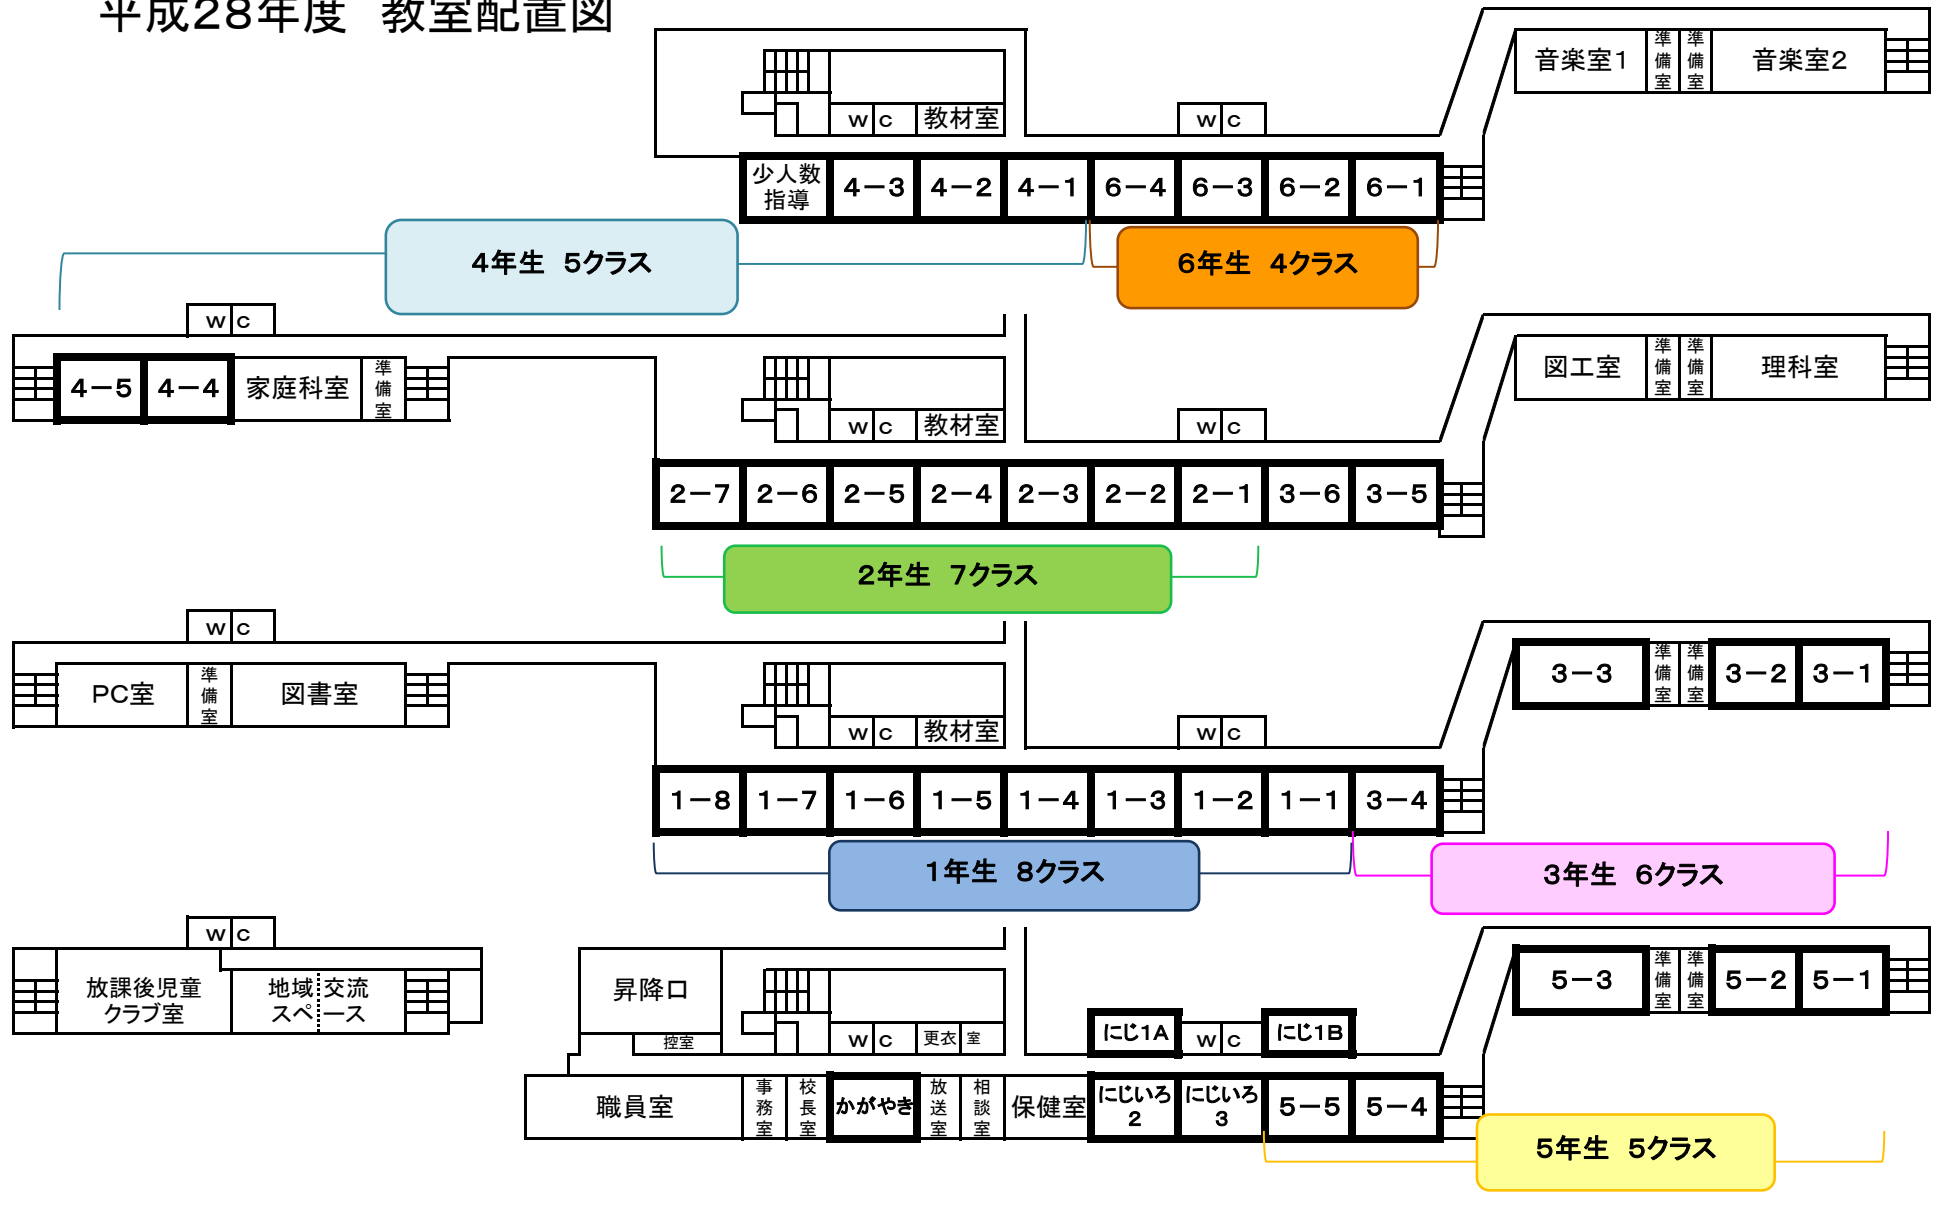 平成28年度　教室配置図
音楽室1
準備室
準備室
音楽室2
W C
教材室
W C
少人数
指導
4－3
4－2
4－1
6－4
6－3
6－2
6－1
4年生　5クラス
6年生　4クラス
W C
4－5
4－4
家庭科室
準備室
図工室
準備室
準備室
理科室
W C
教材室
W C
2－7
2－6
2－5
2－4
2－3
2－2
2－1
3－6
3－5
2年生　7クラス
W C
PC室
準備室
図書室
3－3
準備室
準備室
3－2
3－1
W C
教材室
W C
1－8
1－7
1－6
1－5
1－4
1－3
1－2
1－1
3－4
1年生　8クラス
3年生　6クラス
W C
放課後児童
クラブ室
地域交流
スペース
昇降口
控室
5－3
準備室
準備室
5－2
5－1
W C
更衣室
にじ1A
W C
にじ1B
職員室
事務室
校長室
かがやき
放送室
相談室
保健室
にじいろ
2
にじいろ
3
5－5
5－4
5年生　5クラス